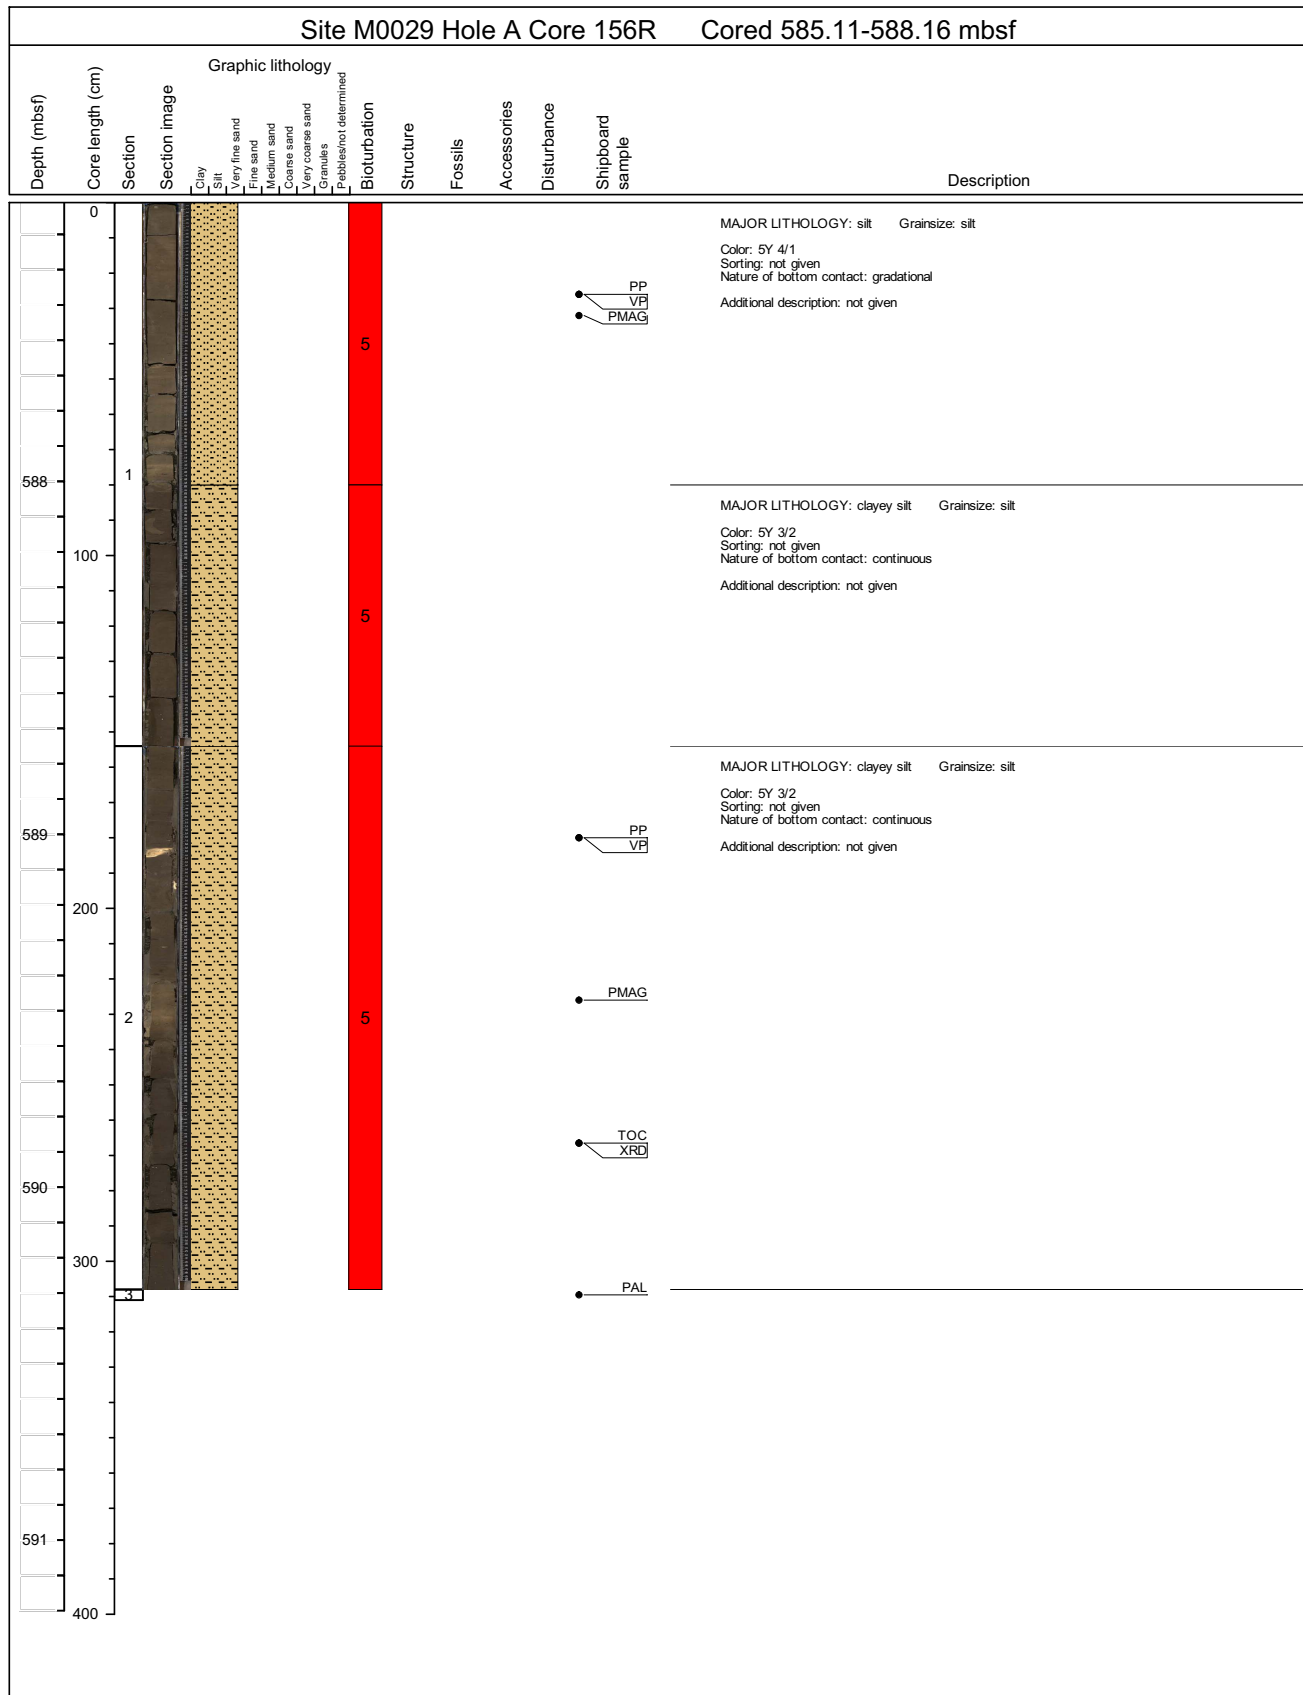 Site M0029 Hole A Core 156R Cored 585.11-588.16 mbsf
Graphic lithology
Depth (mbsf)
Core length (cm)
Section
Section image
Clay
Silt
Very fine sand
Fine sand
Medium sand
Coarse sand
Very coarse sand
Granules
Pebbles/not determined
Bioturbation
Structure
Fossils
Accessories
Disturbance
Shipboard
sample
Description
0
MAJOR LITHOLOGY: silt Grainsize: silt
Color: 5Y 4/1
Sorting: not given
Nature of bottom contact: gradational
Additional description: not given
PP
VP
PMAG
5
1
588
MAJOR LITHOLOGY: clayey silt Grainsize: silt
Color: 5Y 3/2
Sorting: not given
Nature of bottom contact: continuous
Additional description: not given
100
5
MAJOR LITHOLOGY: clayey silt Grainsize: silt
Color: 5Y 3/2
Sorting: not given
Nature of bottom contact: continuous
Additional description: not given
589
PP
VP
200
PMAG
2
5
TOC
XRD
590
300
3
PAL
591
400